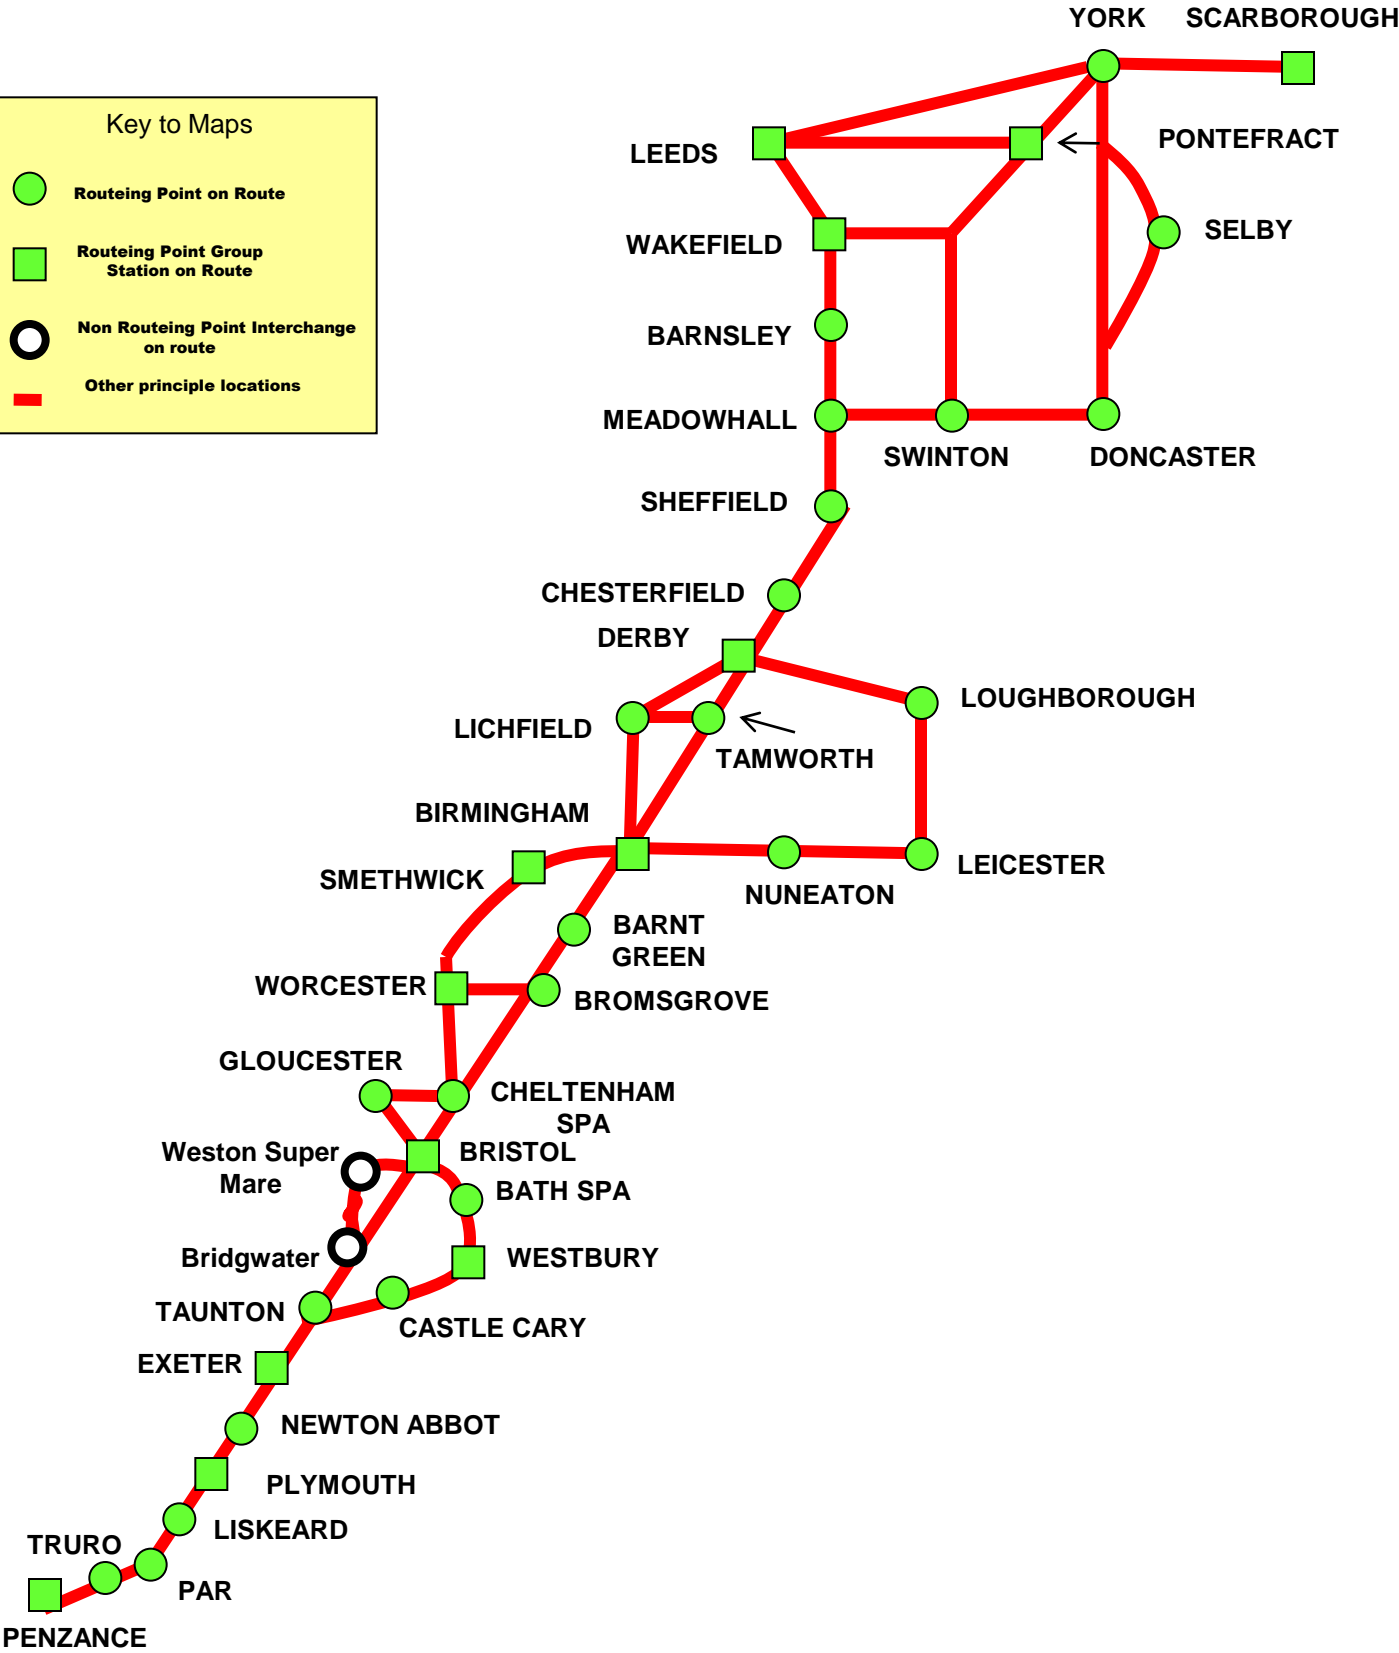 YORK SCARBOROUGH
Key to Maps
Routeing Point on Route
Routeing Point Group
Station on Route
Non Routeing Point Interchange
on route
Other principle locations
LEEDS
PONTEFRACT
WAKEFIELD
SELBY
BARNSLEY
MEADOWHALL
SWINTON
DONCASTER
SHEFFIELD
CHESTERFIELD
DERBY
LOUGHBOROUGH
LICHFIELD
TAMWORTH
BIRMINGHAM
SMETHWICK
LEICESTER
NUNEATON
BARNT
GREEN
WORCESTER
BROMSGROVE
GLOUCESTER
CHELTENHAM
SPA
Weston Super
Mare
BRISTOL
BATH SPA
Bridgwater
WESTBURY
TAUNTON
CASTLE CARY
EXETER
NEWTON ABBOT
PLYMOUTH
LISKEARD
TRURO
PAR
PENZANCE